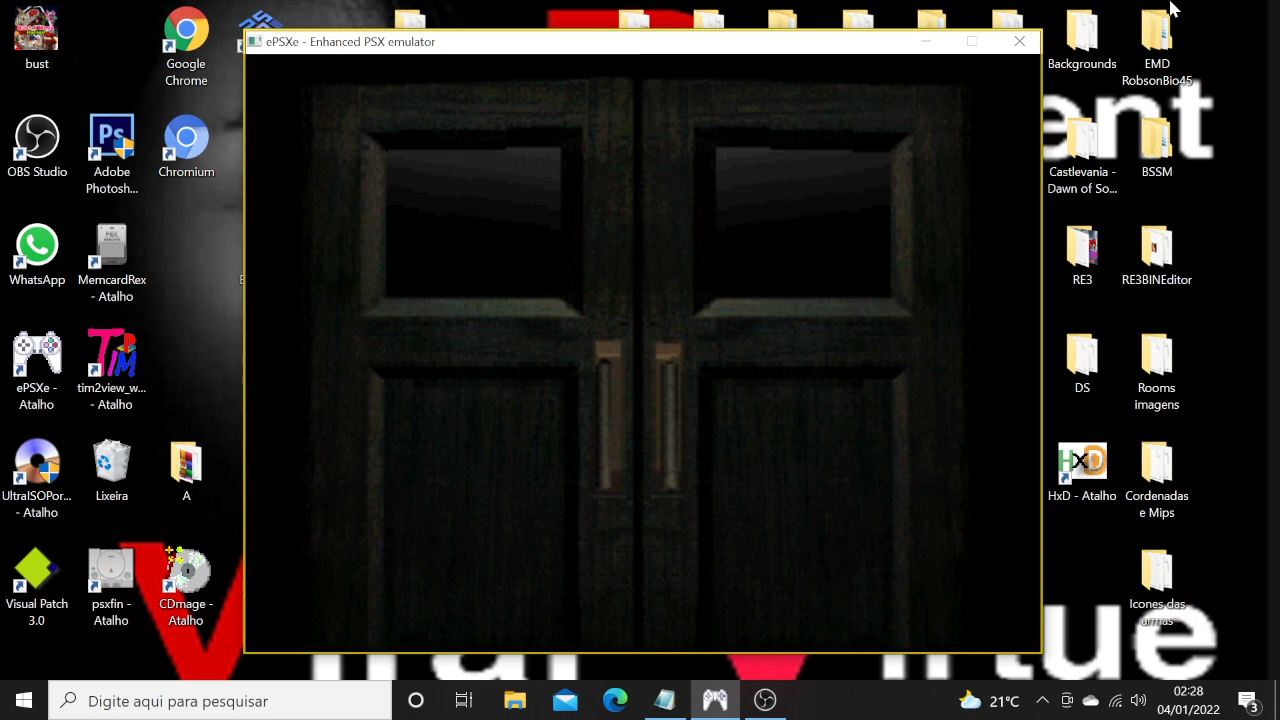 ePSXe - Enhanced PSX emulator
bust
Google
Chrome
Backgrounds
EMD
RobsonBio45
OBS Studio
Adobe
Photosh...
Chromium
Castlevania -
Dawn of So...
BSSM
WhatsApp
MemcardRex
- Atalho
RE3
RE3BINEditor
ePSXe -
Atalho
tim2view_w...
- Atalho
DS
Rooms
imagens
UltraISOPor...
- Atalho
Lixeira
A
HxD - Atalho
Cordenadas
e Mips
Visual Patch
3.0
psxfin -
Atalho
CDmage -
Atalho
Icones das
armas
Digite aqui para pesquisar
21°C
02:28
04/01/2022
3